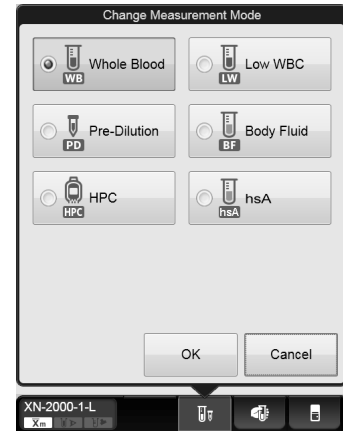 Change Measurement Mode
Whole Blood
WB
Low WBC
LW
Pre-Dilution
PD
Body Fluid
BF
HPC
HPC
hsA
hsA
OK
Cancel
XN-2000-1-L
Xm